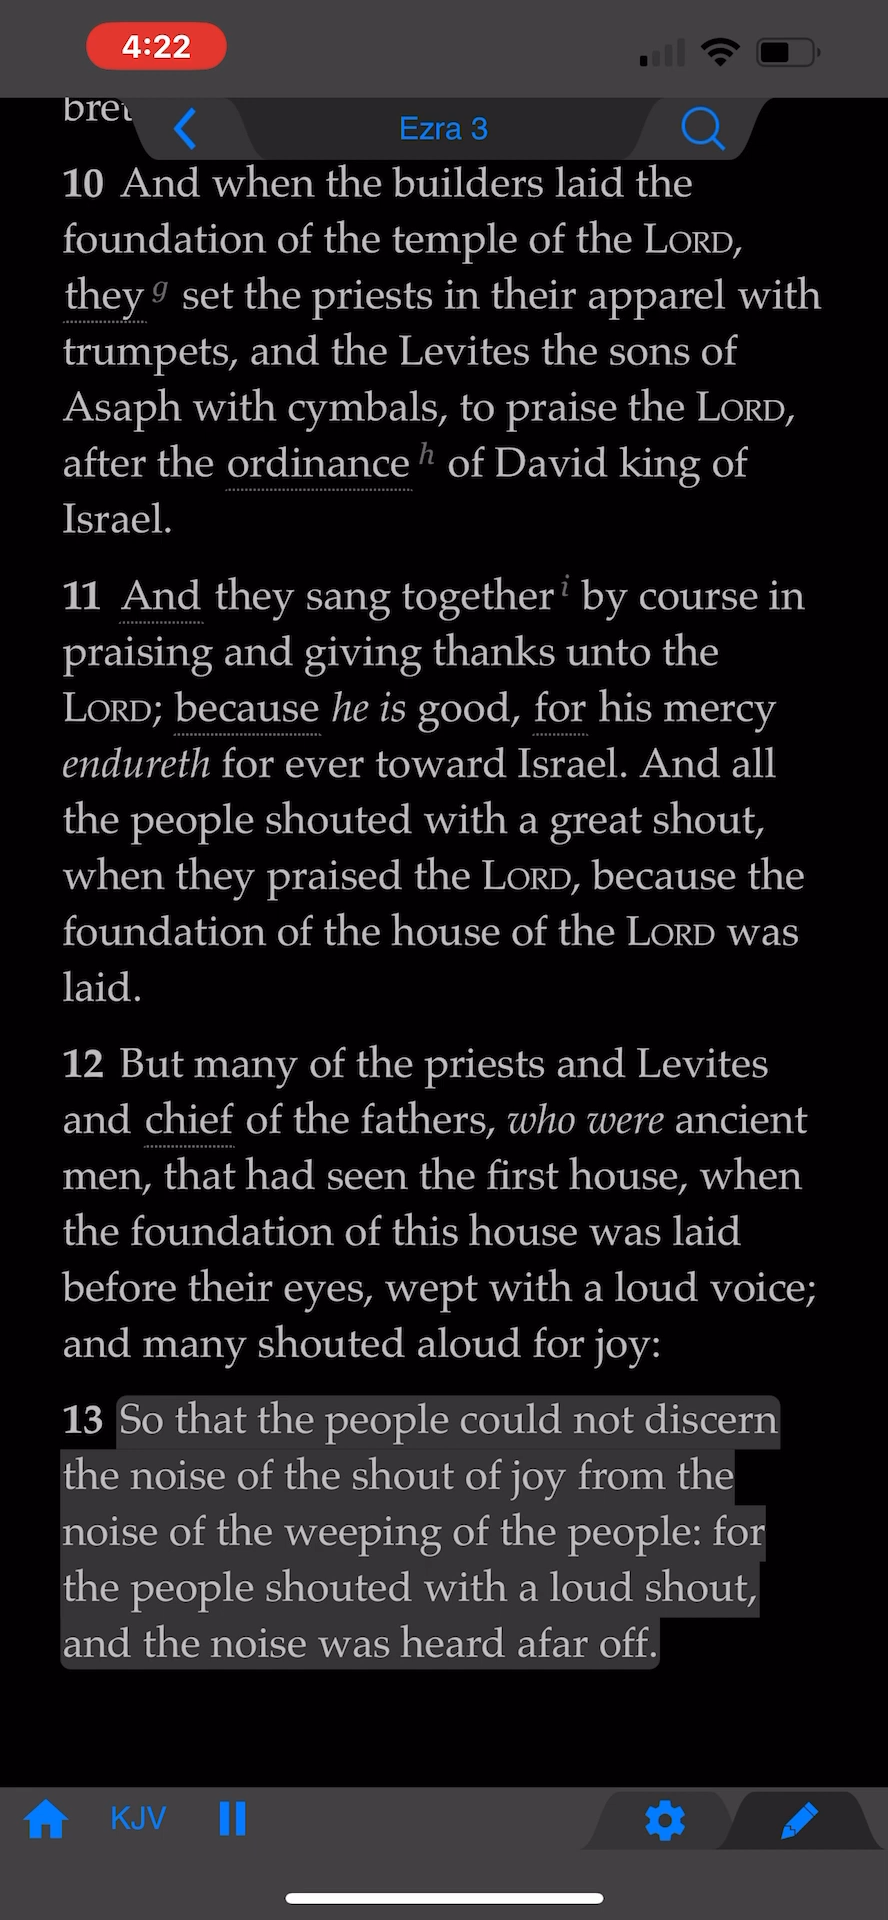 4:22
Ezra 3
10 And when the builders laid the
foundation of the temple of the LORD,
they g set the priests in their apparel with
trumpets, and the Levites the sons of
Asaph with cymbals, to praise the LORD,
after the ordinance h of David king of
Israel.
11 And they sang together i by course in
praising and giving thanks unto the
LORD; because he is good, for his mercy
endureth for ever toward Israel. And all
the people shouted with a great shout,
when they praised the LORD, because the
foundation of the house of the LORD was
laid.
12 But many of the priests and Levites
and chief of the fathers, who were ancient
men, that had seen the first house, when
the foundation of this house was laid
before their eyes, wept with a loud voice;
and many shouted aloud for joy:
13 So that the people could not discern
the noise of the shout of joy from the
noise of the weeping of the people: for
the people shouted with a loud shout,
and the noise was heard afar off.
KJV